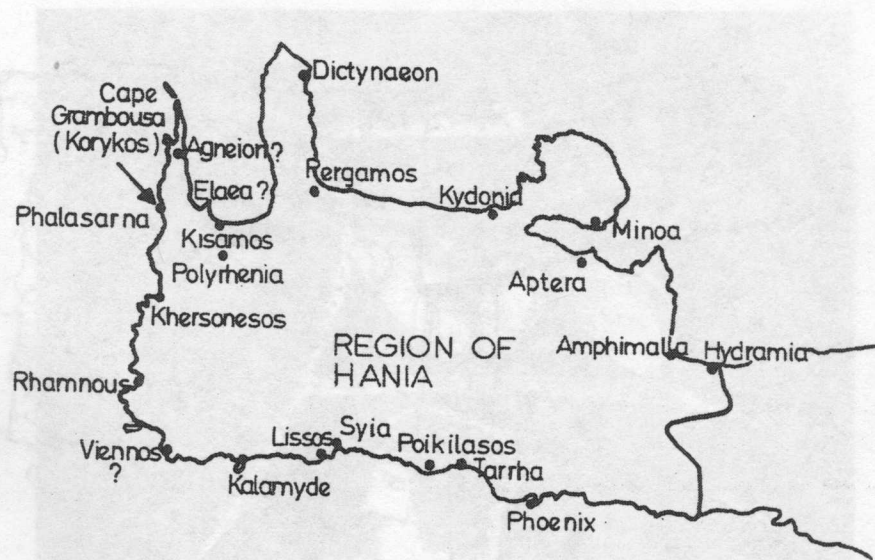 Dictynaeon
Cape
Grambousa
(Korykos)
Agneion?
Elaea?
Rergamos
Kydonia
Phalasarna
Kisamos
Minoa
Polyrhenia
Aptera
Khersonesos
REGION OF
HANIA
Amphimalla
Hydramia
Rhamnous
Viennos
?
Lissos
Syia
Poikilasos
Tarrha
Kalamyde
Phoenix